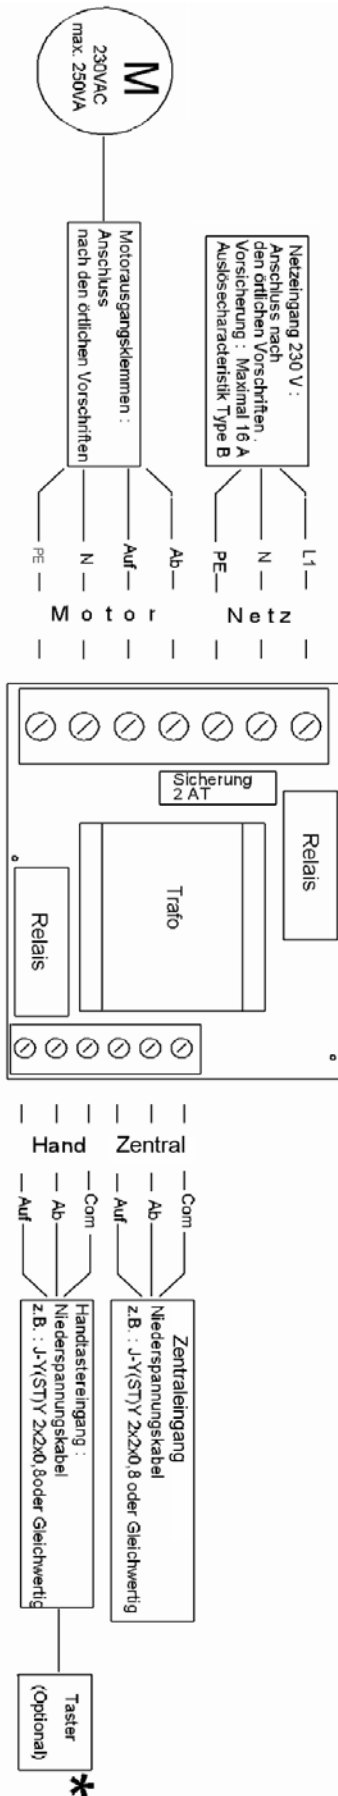 M
230VAC
max. 250VA
Netzeingang 230 V :
Anschluss nach
den örtlichen Vorschriften .
Vorsicherung : Maximal 16 A
Auslösecharacteristik Type B
Motorausgangsklemmen :
Anschluss
nach den örtlichen Vorschriften
L1
N
PE
Ab
Auf
N
PE
Motor
Netz
Sicherung
2 AT
Relais
Trafo
Relais
Hand
Zentral
Com
Ab
Auf
Com
Ab
Auf
Zentraleingang
Niederspannungskabel
z.B. : J-Y(ST)Y 2x2x0,8 oder Gleichwertig
Handtastereingang :
Niederspannungskabel
z.B. : J-Y(ST)Y 2x2x0,8oder Gleichwertig
Taster
(Optional)
*